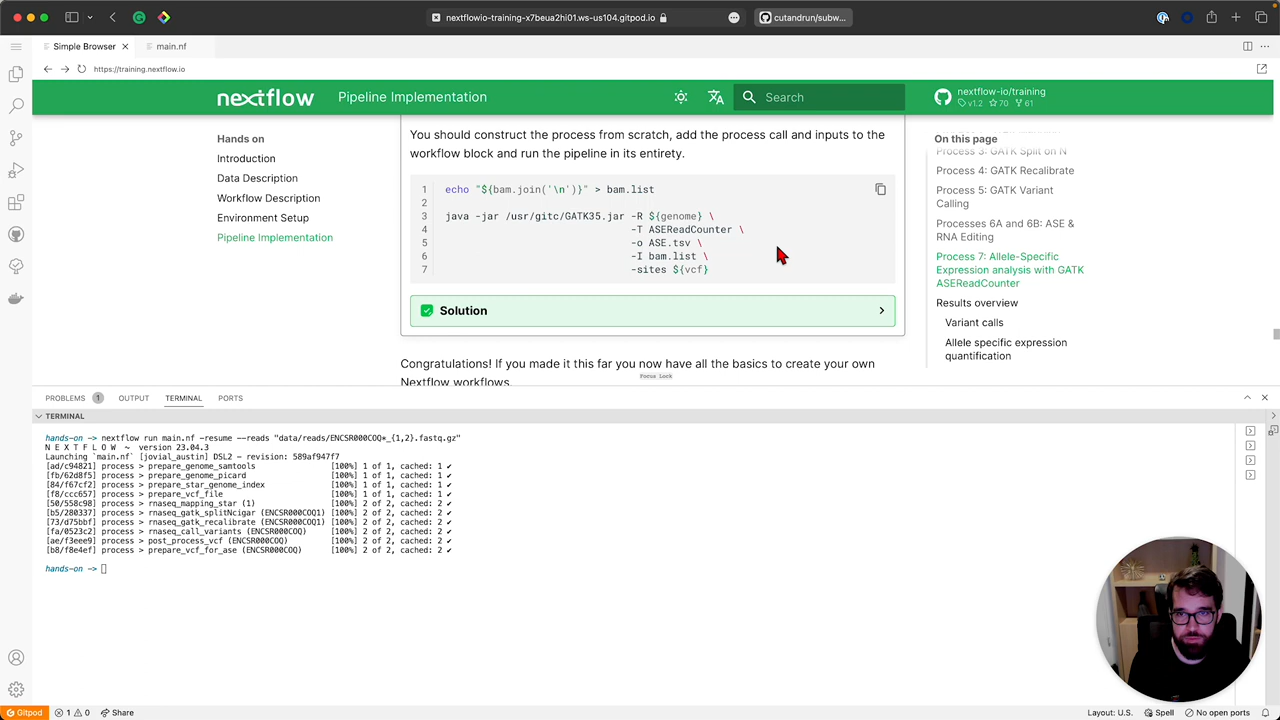 nextflowio-training-x7beua2hi01.ws-us104.gitpod.io
cutandrun/subw...
Simple Browser
main.nf
https://training.nextflow.io
nextflow
Pipeline Implementation
Search
nextflow-io/training
v1.2 70 61
Hands on
Introduction
Data Description
Workflow Description
Environment Setup
Pipeline Implementation
You should construct the process from scratch, add the process call and inputs to the
workflow block and run the pipeline in its entirety.
1 echo "${bam.join('\n')}" > bam.list
2
3 java -jar /usr/gitc/GATK35.jar -R ${genome} \
4 -T ASEReadCounter \
5 -o ASE.tsv \
6 -I bam.list \
7 -sites ${vcf}
Solution
Congratulations! If you made it this far you now have all the basics to create your own
Nextflow workflows.
Focus Lock
On this page
Process 3: GATK Split on N
Process 4: GATK Recalibrate
Process 5: GATK Variant
Calling
Processes 6A and 6B: ASE &
RNA Editing
Process 7: Allele-Specific
Expression analysis with GATK
ASEReadCounter
Results overview
Variant calls
Allele specific expression
quantification
PROBLEMS 1 OUTPUT TERMINAL PORTS
TERMINAL
hands-on -> nextflow run main.nf -resume --reads "data/reads/ENCSR000COQ*_{1,2}.fastq.gz"
N E X T F L O W ~ version 23.04.3
Launching `main.nf` [jovial_austin] DSL2 - revision: 589af947f7
[ad/c94821] process > prepare_genome_samtools [100%] 1 of 1, cached: 1 ✔
[fb/62d8f5] process > prepare_genome_picard [100%] 1 of 1, cached: 1 ✔
[84/f67cf2] process > prepare_star_genome_index [100%] 1 of 1, cached: 1 ✔
[f8/ccc657] process > prepare_vcf_file [100%] 1 of 1, cached: 1 ✔
[50/558c98] process > rnaseq_mapping_star (1) [100%] 2 of 2, cached: 2 ✔
[b5/280337] process > rnaseq_gatk_splitNcigar (ENCSR000COQ1) [100%] 2 of 2, cached: 2 ✔
[73/d75bbf] process > rnaseq_gatk_recalibrate (ENCSR000COQ1) [100%] 2 of 2, cached: 2 ✔
[fa/0523c2] process > rnaseq_call_variants (ENCSR000COQ) [100%] 2 of 2, cached: 2 ✔
[ae/f3eee9] process > post_process_vcf (ENCSR000COQ) [100%] 2 of 2, cached: 2 ✔
[b8/f8e4ef] process > prepare_vcf_for_ase (ENCSR000COQ) [100%] 2 of 2, cached: 2 ✔
hands-on ->
Gitpod 1 0 Share
Layout: U.S. Spell No open ports